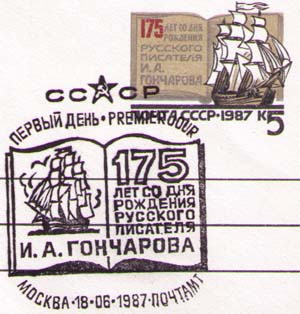 175
ЛЕТ СО ДНЯ
РОЖДЕНИЯ
РУССКОГО
ПИСАТЕЛЯ
И. А.
ГОНЧАРОВА
ПОЧТА СССР·1987 К5
СССР
ПЕРВЫЙ ДЕНЬ · PREMIER JOUR
175
ЛЕТ СО ДНЯ
РОЖДЕНИЯ
РУССКОГО
ПИСАТЕЛЯ
И. А. ГОНЧАРОВА
МОСКВА · 18-06-1987 · ПОЧТАМТ